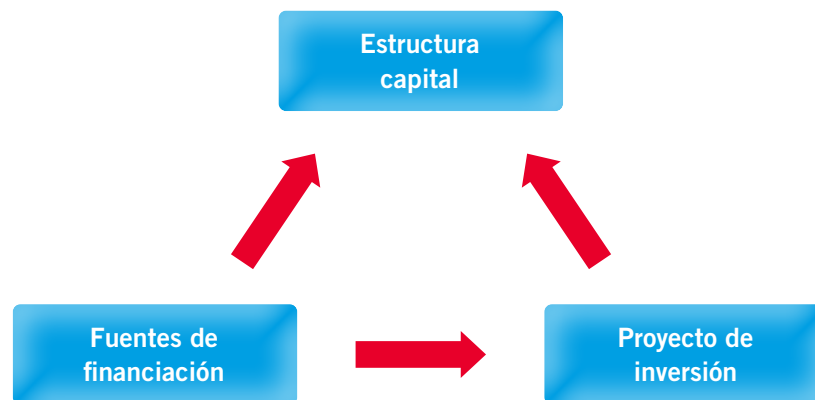 Estructura
capital
Fuentes de
financiación
Proyecto de
inversión